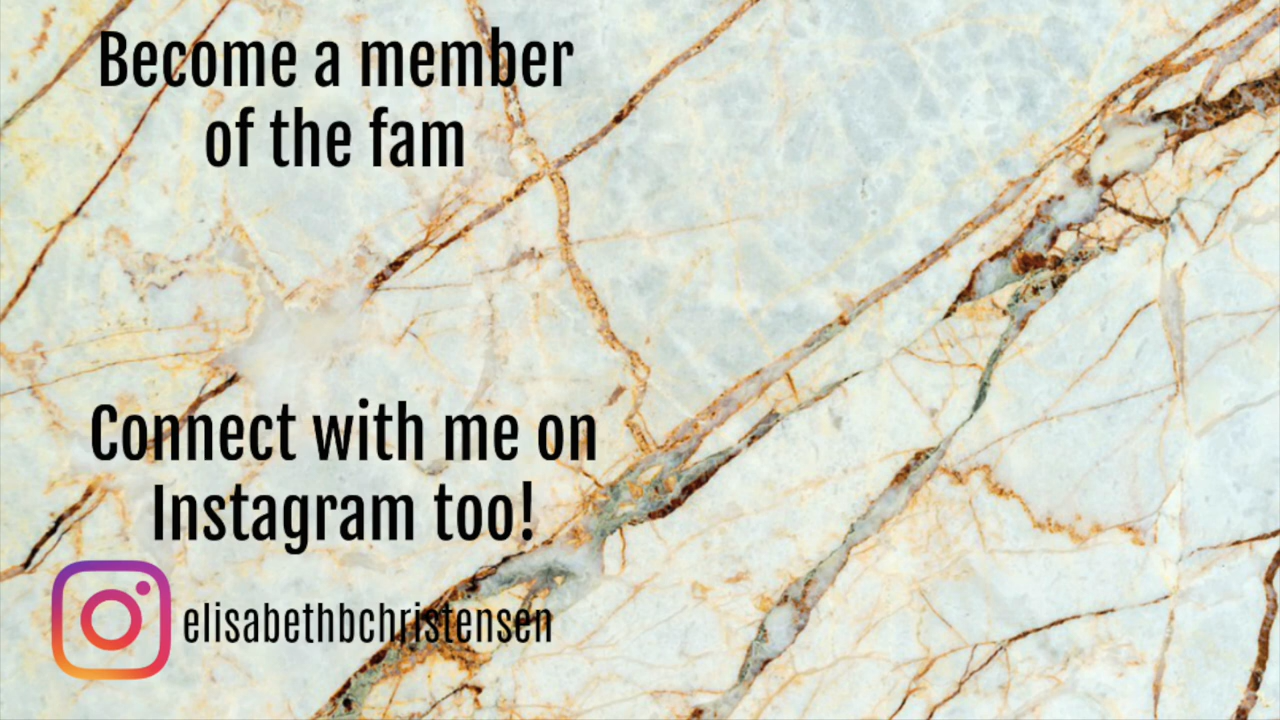 Become a member
of the fam
Connect with me on
Instagram too!
elisabethbchristensen